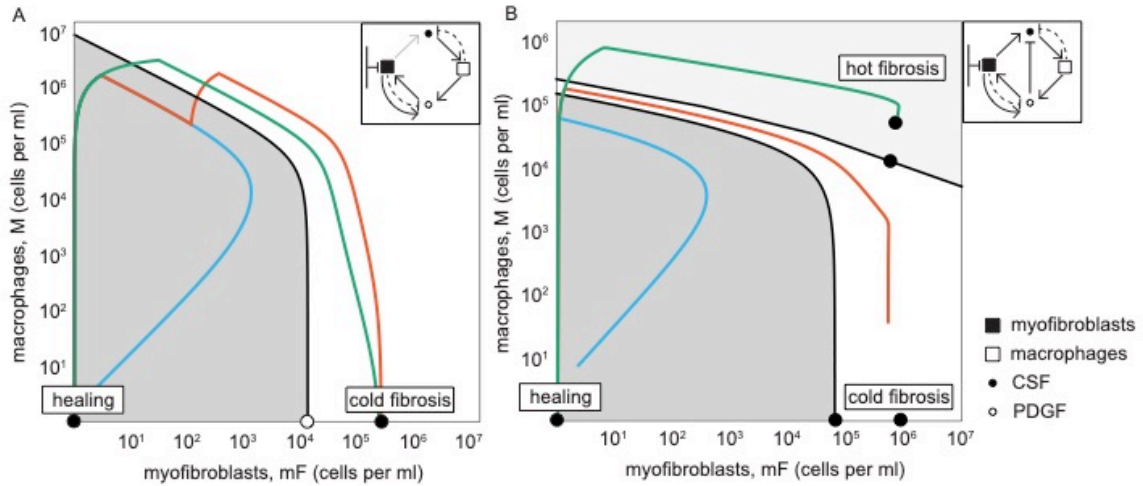 A
macrophages, M (cells per ml)
10⁷
10⁶
10⁵
10⁴
10³
10²
10¹
healing
cold fibrosis
10¹ 10² 10³ 10⁴ 10⁵ 10⁶ 10⁷
myofibroblasts, mF (cells per ml)
B
macrophages, M (cells per ml)
10⁶
10⁵
10⁴
10³
10²
10¹
hot fibrosis
healing
cold fibrosis
10¹ 10² 10³ 10⁴ 10⁵ 10⁶ 10⁷
myofibroblasts, mF (cells per ml)
myofibroblasts
macrophages
CSF
PDGF